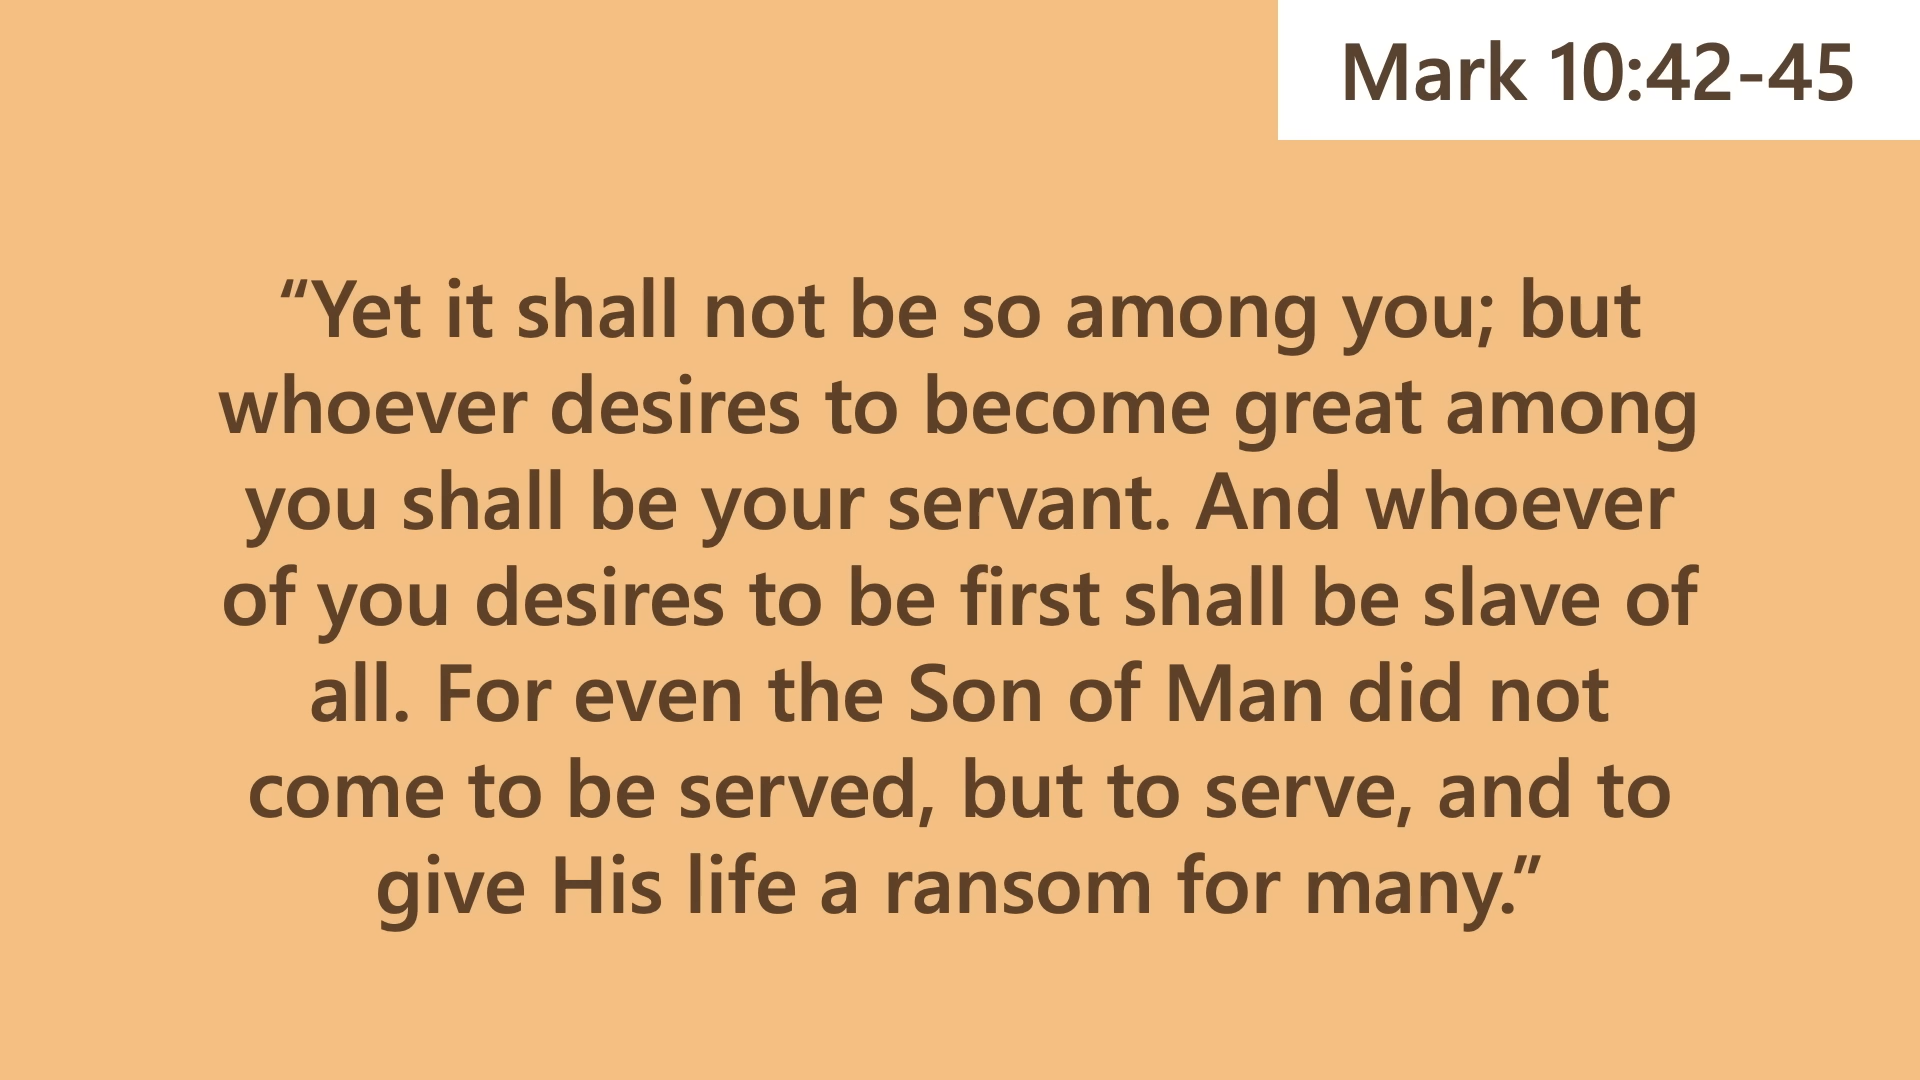 Mark 10:42-45
“Yet it shall not be so among you; but
whoever desires to become great among
you shall be your servant. And whoever
of you desires to be first shall be slave of
all. For even the Son of Man did not
come to be served, but to serve, and to
give His life a ransom for many.”